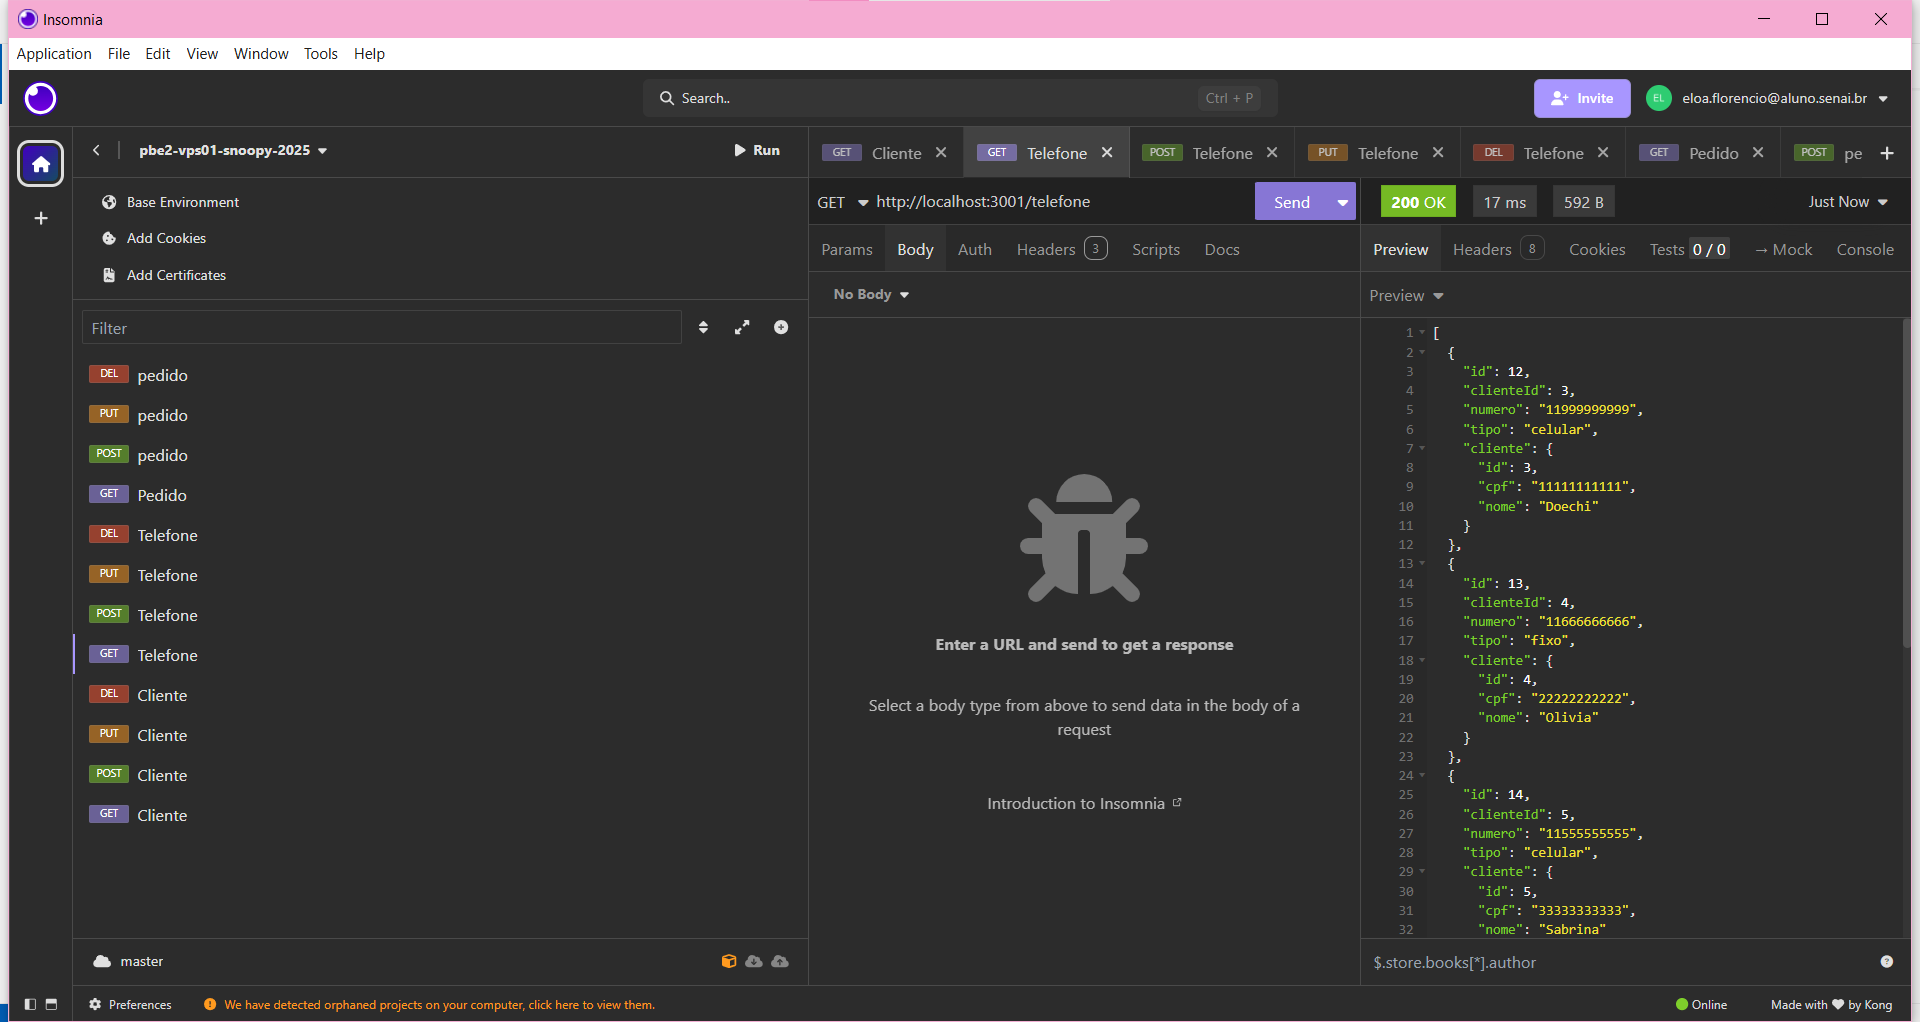 Insomnia
Application File Edit View Window Tools Help
Search.. Ctrl + P
Invite
EL eloa.florencio@aluno.senai.br
pbe2-vps01-snoopy-2025
Run
GET Cliente
GET Telefone
POST Telefone
PUT Telefone
DEL Telefone
GET Pedido
POST pe
Base Environment
Add Cookies
Add Certificates
Filter
DEL pedido
PUT pedido
POST pedido
GET Pedido
DEL Telefone
PUT Telefone
POST Telefone
GET Telefone
DEL Cliente
PUT Cliente
POST Cliente
GET Cliente
master
GET http://localhost:3001/telefone Send
Params Body Auth Headers 3 Scripts Docs
No Body
Enter a URL and send to get a response
Select a body type from above to send data in the body of a
request
Introduction to Insomnia
200 OK 17 ms 592 B Just Now
Preview Headers 8 Cookies Tests 0 / 0 → Mock Console
Preview
1 [
2 {
3 "id": 12,
4 "clienteId": 3,
5 "numero": "11999999999",
6 "tipo": "celular",
7 "cliente": {
8 "id": 3,
9 "cpf": "11111111111",
10 "nome": "Doechi"
11 }
12 },
13 {
14 "id": 13,
15 "clienteId": 4,
16 "numero": "11666666666",
17 "tipo": "fixo",
18 "cliente": {
19 "id": 4,
20 "cpf": "22222222222",
21 "nome": "Olivia"
22 }
23 },
24 {
25 "id": 14,
26 "clienteId": 5,
27 "numero": "11555555555",
28 "tipo": "celular",
29 "cliente": {
30 "id": 5,
31 "cpf": "33333333333",
32 "nome": "Sabrina"
$.store.books[*].author
Preferences
We have detected orphaned projects on your computer, click here to view them.
Online
Made with ❤ by Kong